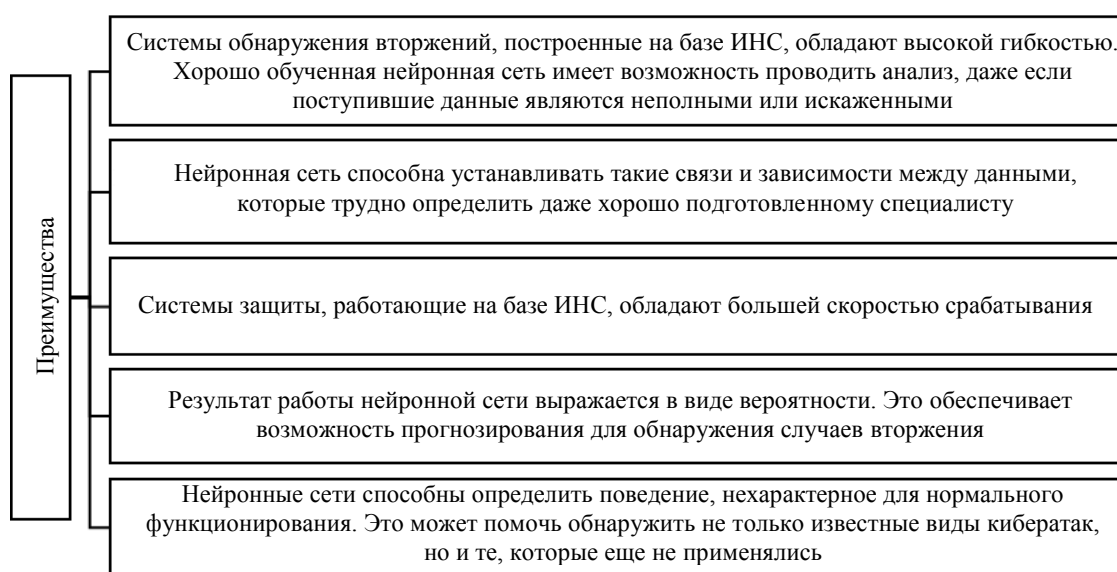 Преимущества
Системы обнаружения вторжений, построенные на базе ИНС, обладают высокой гибкостью.
Хорошо обученная нейронная сеть имеет возможность проводить анализ, даже если
поступившие данные являются неполными или искаженными
Нейронная сеть способна устанавливать такие связи и зависимости между данными,
которые трудно определить даже хорошо подготовленному специалисту
Системы защиты, работающие на базе ИНС, обладают большей скоростью срабатывания
Результат работы нейронной сети выражается в виде вероятности. Это обеспечивает
возможность прогнозирования для обнаружения случаев вторжения
Нейронные сети способны определить поведение, нехарактерное для нормального
функционирования. Это может помочь обнаружить не только известные виды кибератак,
но и те, которые еще не применялись